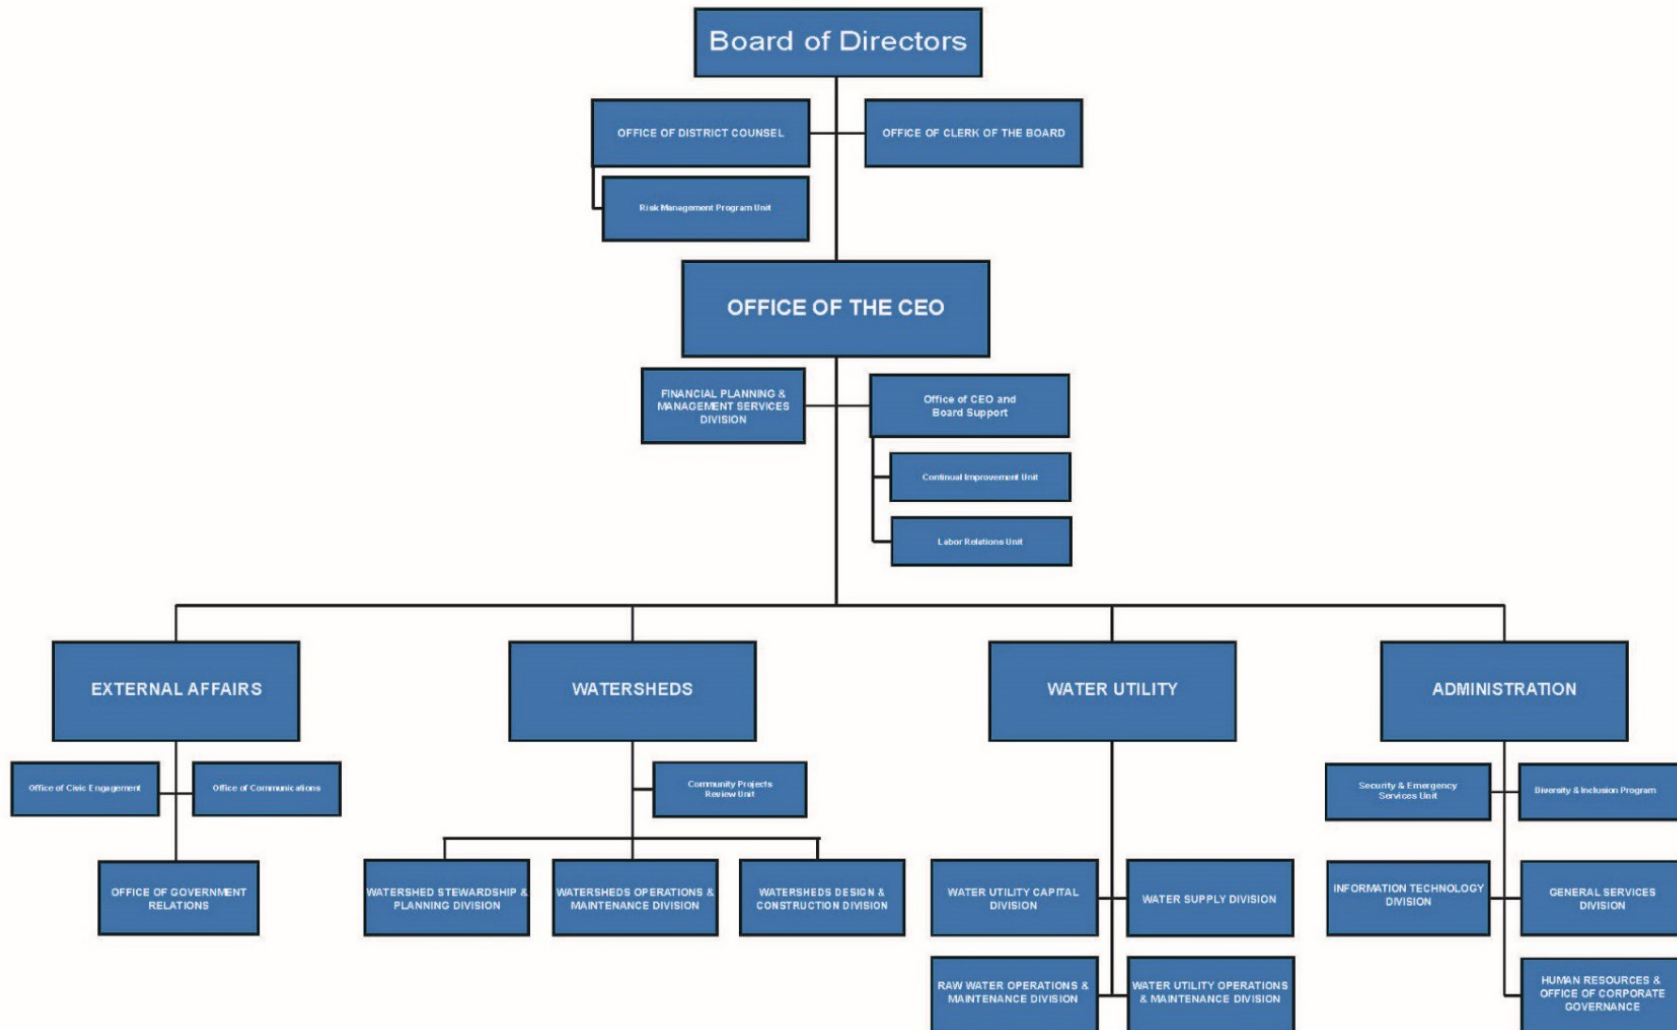 Board of Directors
OFFICE OF DISTRICT COUNSEL
OFFICE OF CLERK OF THE BOARD
Risk Management Program Unit
OFFICE OF THE CEO
FINANCIAL PLANNING &
MANAGEMENT SERVICES
DIVISION
Office of CEO and
Board Support
Continual Improvement Unit
Labor Relations Unit
EXTERNAL AFFAIRS
WATERSHEDS
WATER UTILITY
ADMINISTRATION
Office of Civic Engagement
Office of Communications
Community Projects
Review Unit
Security & Emergency
Services Unit
Diversity & Inclusion Program
OFFICE OF GOVERNMENT
RELATIONS
WATERSHED STEWARDSHIP &
PLANNING DIVISION
WATERSHEDS OPERATIONS &
MAINTENANCE DIVISION
WATERSHEDS DESIGN &
CONSTRUCTION DIVISION
WATER UTILITY CAPITAL
DIVISION
WATER SUPPLY DIVISION
INFORMATION TECHNOLOGY
DIVISION
GENERAL SERVICES
DIVISION
RAW WATER OPERATIONS &
MAINTENANCE DIVISION
WATER UTILITY OPERATIONS
& MAINTENANCE DIVISION
HUMAN RESOURCES &
OFFICE OF CORPORATE
GOVERNANCE